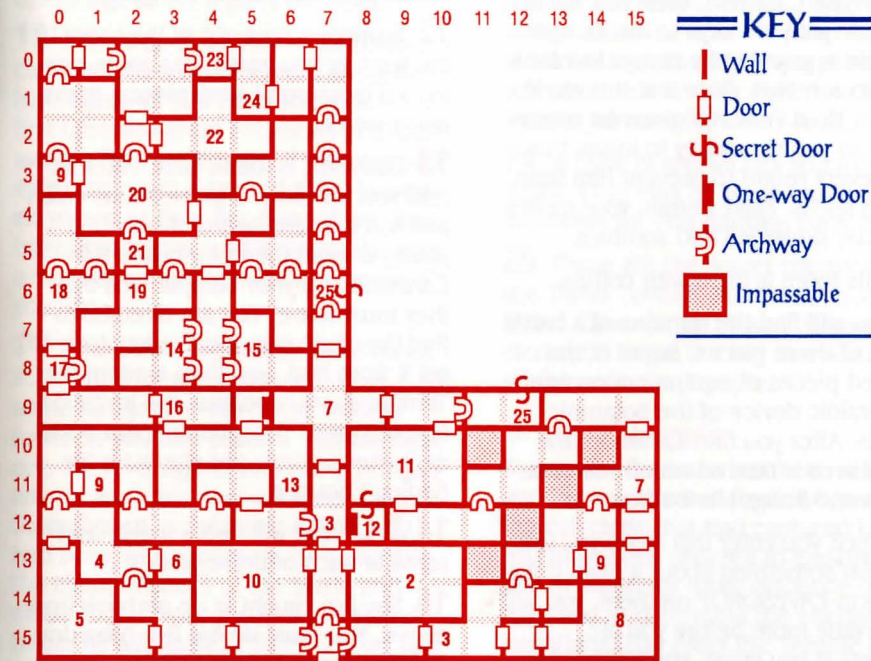 0 1 2 3 4 5 6 7 8 9 10 11 12 13 14 15
KEY
Wall
Door
Secret Door
One-way Door
Archway
Impassable
0 23
1 24
2 22
3 9
20
4
5 21
6 18 19 25
7 14 15
8 17
9 16 7 25
10 11
11 9 13 7
12 3 12
13 4 6 10 2 9
14 5 8
15 1 3